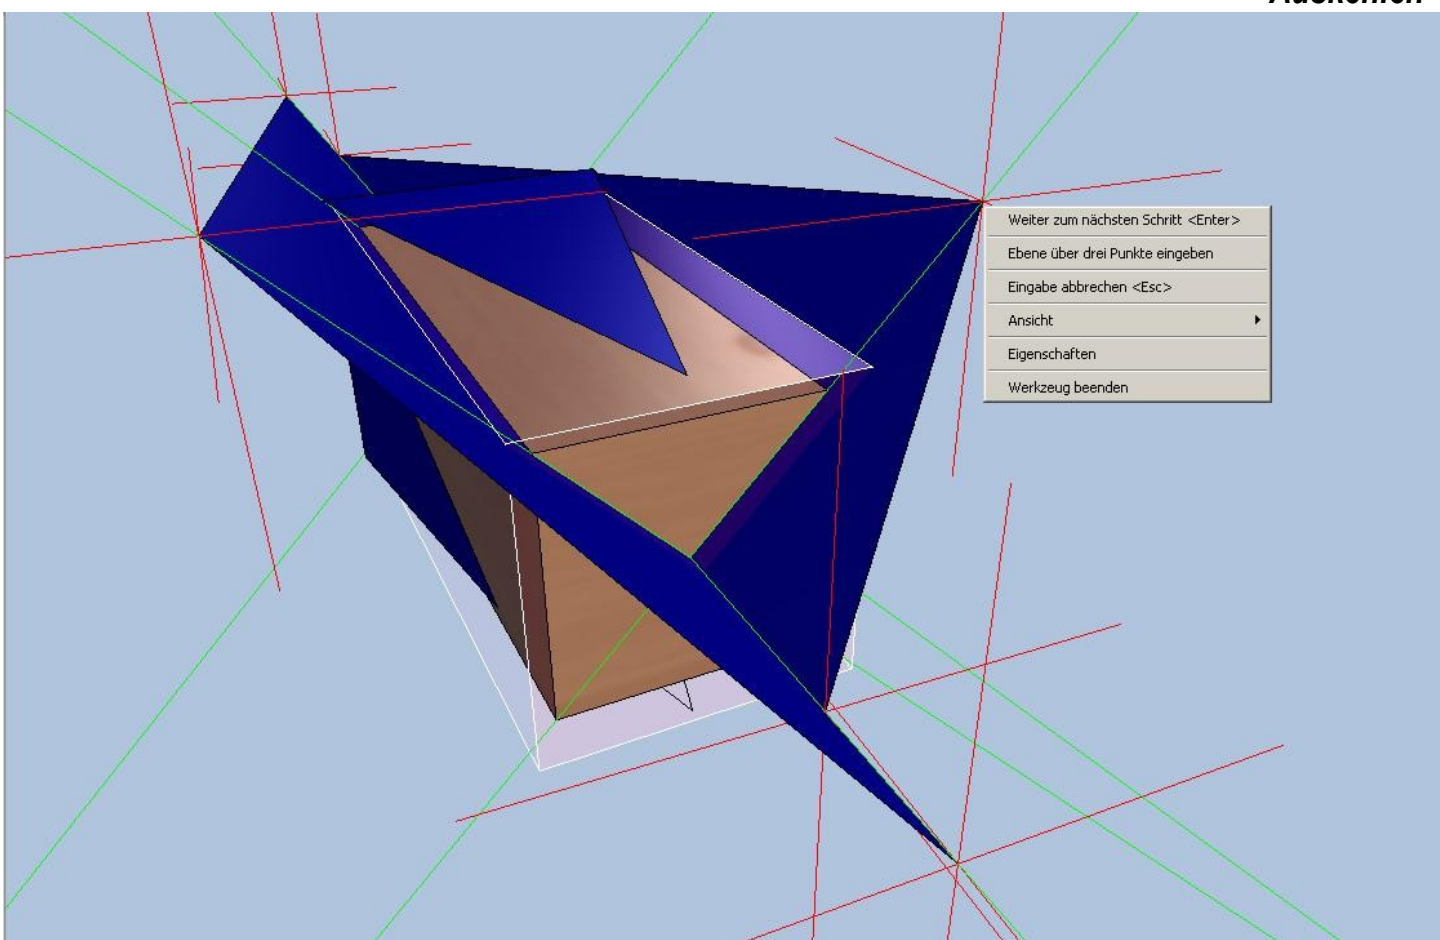 Weiter zum nächsten Schritt <Enter>
Ebene über drei Punkte eingeben
Eingabe abbrechen <Esc>
Ansicht
Eigenschaften
Werkzeug beenden